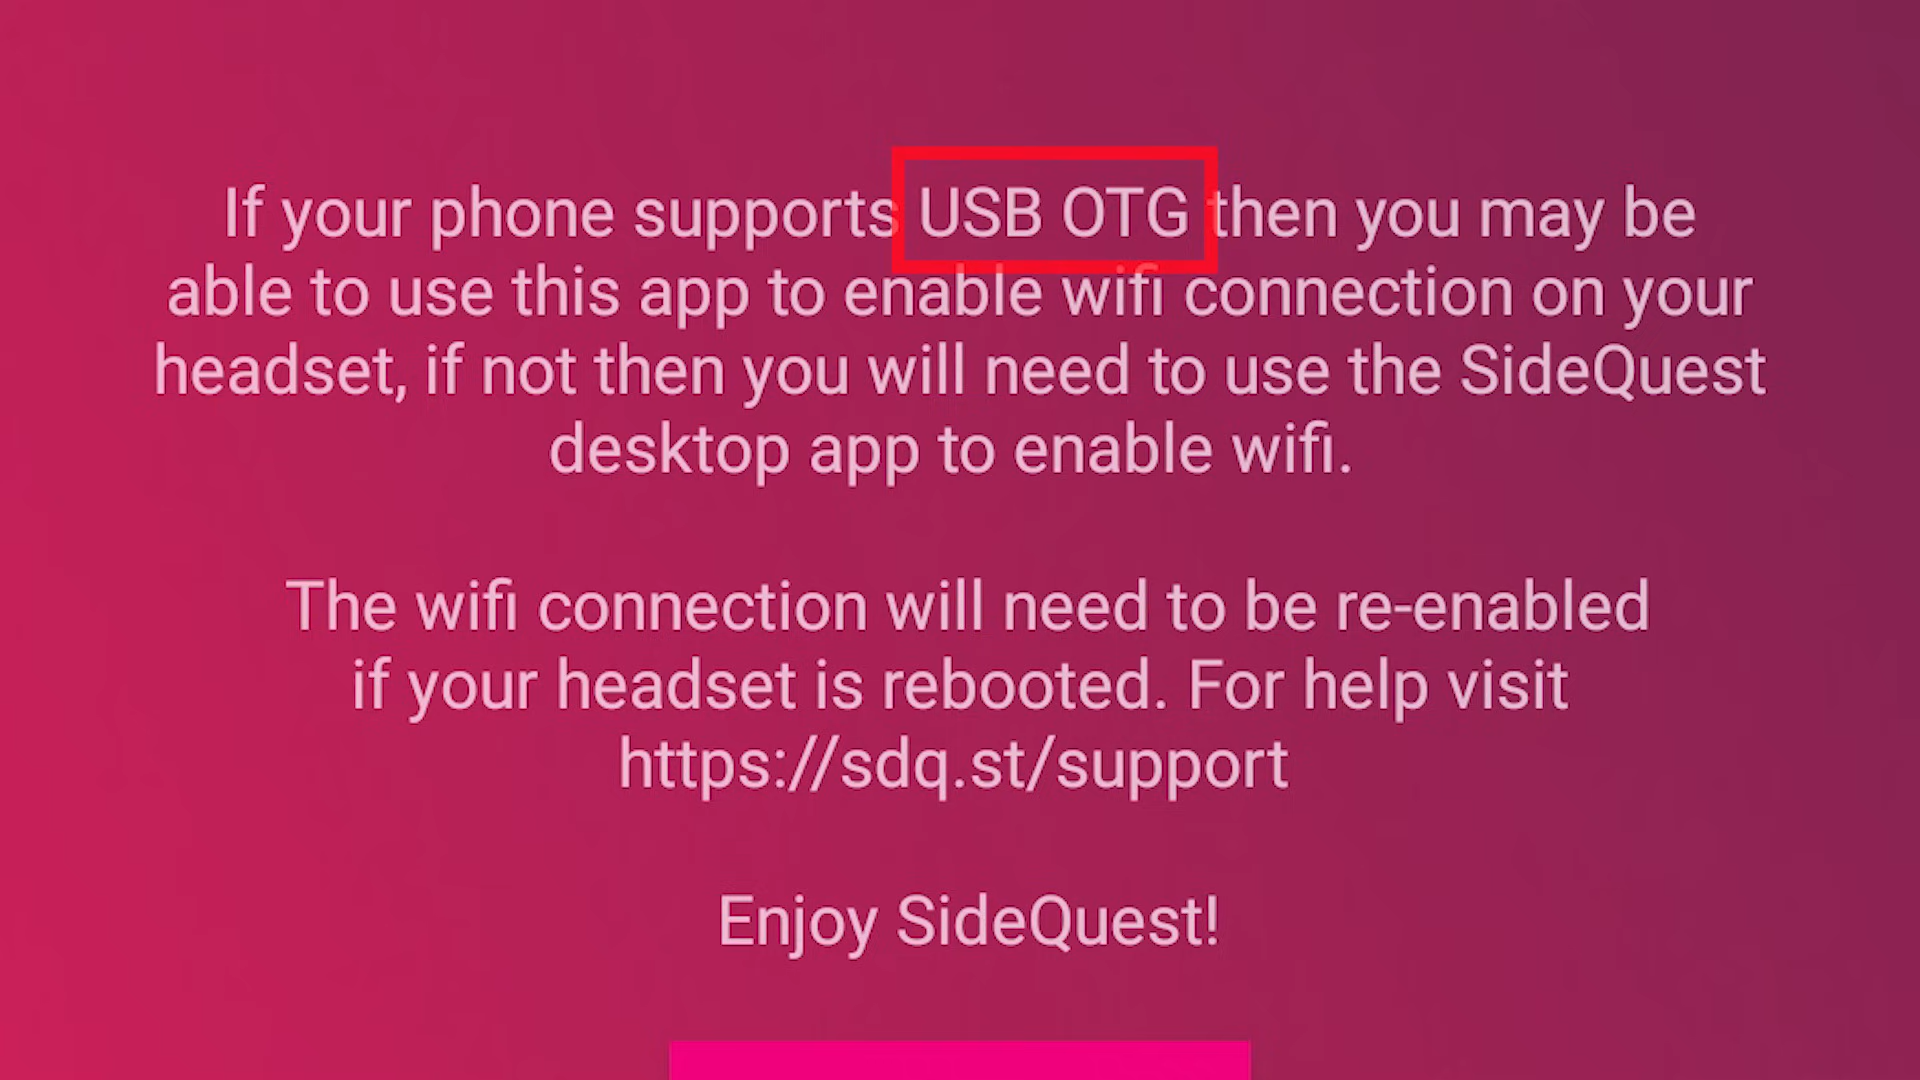 If your phone supports USB OTG then you may be
able to use this app to enable wifi connection on your
headset, if not then you will need to use the SideQuest
desktop app to enable wifi.
The wifi connection will need to be re-enabled
if your headset is rebooted. For help visit
https://sdq.st/support
Enjoy SideQuest!